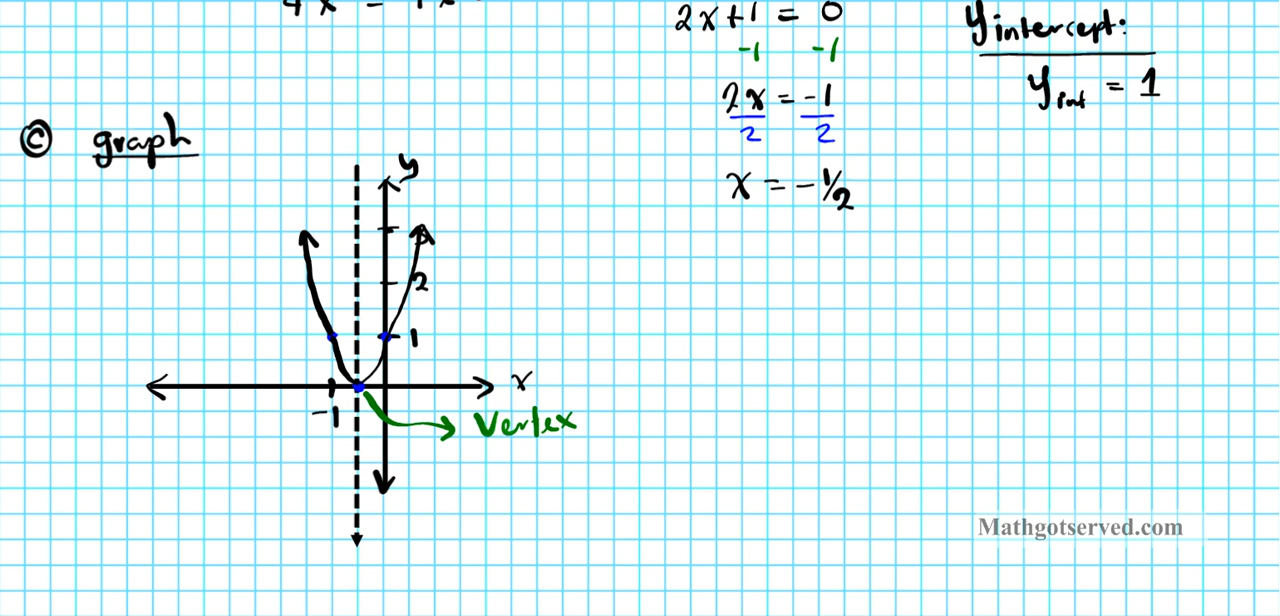 2x+1 = 0
-1 -1
2x = -1
2 2
x = -1/2
y intercept:
y int = 1
© graph
y
2
1
x
-1
Vertex
Mathgotserved.com